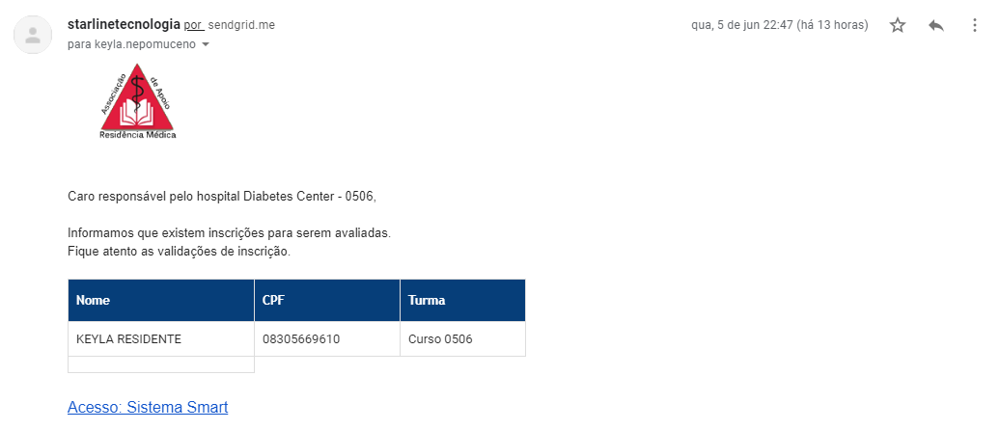 starlinetecnologia por sendgrid.me
qua, 5 de jun 22:47 (há 13 horas)
para keyla.nepomuceno
Associação de Apoio
Residência Médica
Caro responsável pelo hospital Diabetes Center - 0506,
Informamos que existem inscrições para serem avaliadas.
Fique atento as validações de inscrição.
Nome CPF Turma
KEYLA RESIDENTE 08305669610 Curso 0506
Acesso: Sistema Smart